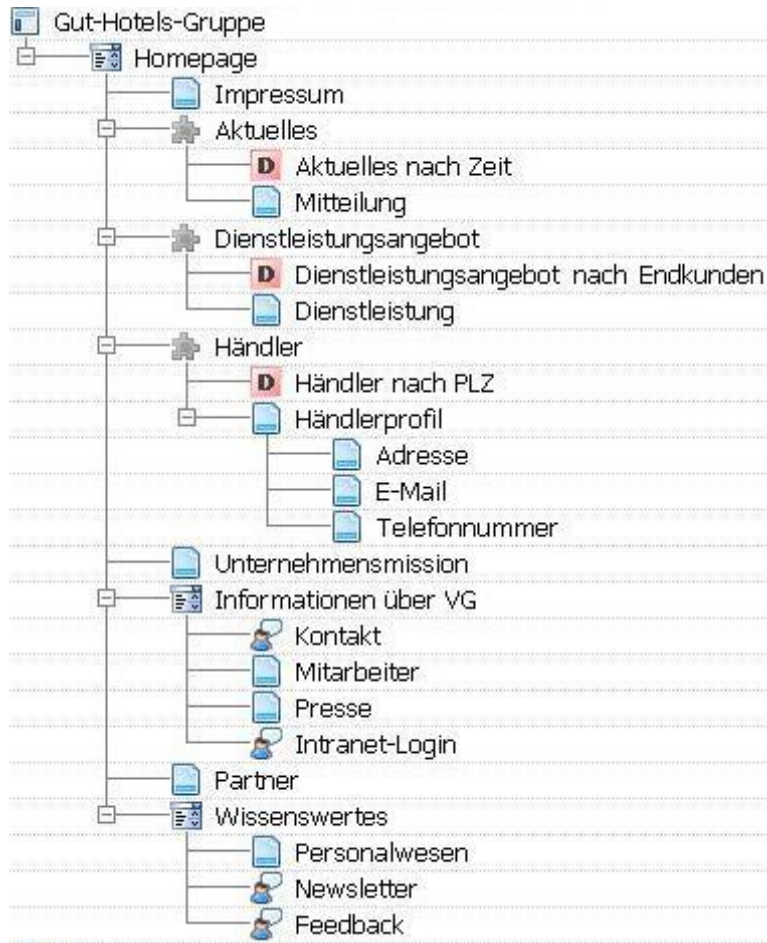 Gut-Hotels-Gruppe
Homepage
Impressum
Aktuelles
D Aktuelles nach Zeit
Mitteilung
Dienstleistungsangebot
D Dienstleistungsangebot nach Endkunden
Dienstleistung
Händler
D Händler nach PLZ
Händlerprofil
Adresse
E-Mail
Telefonnummer
Unternehmensmission
Informationen über VG
Kontakt
Mitarbeiter
Presse
Intranet-Login
Partner
Wissenswertes
Personalwesen
Newsletter
Feedback